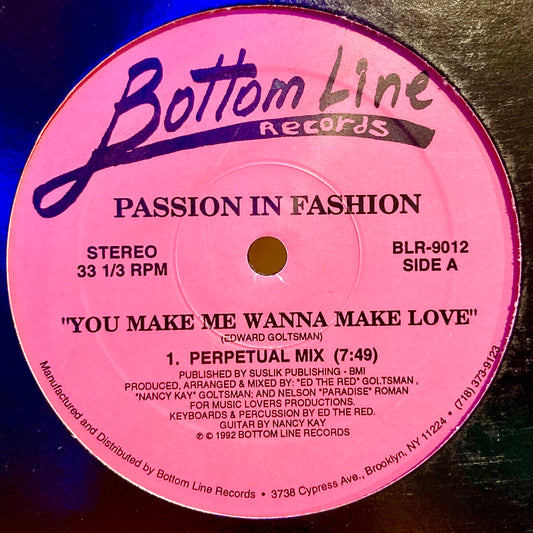 Bottom Line
Records
PASSION IN FASHION
STEREO
33 1/3 RPM
BLR-9012
SIDE A
"YOU MAKE ME WANNA MAKE LOVE"
(EDWARD GOLTSMAN)
1. PERPETUAL MIX (7:49)
PUBLISHED BY SUSLIK PUBLISHING - BMI
PRODUCED, ARRANGED & MIXED BY: "ED THE RED" GOLTSMAN ,
"NANCY KAY" GOLTSMAN; AND NELSON "PARADISE" ROMAN
FOR MUSIC LOVERS PRODUCTIONS.
KEYBOARDS & PERCUSSION BY ED THE RED.
GUITAR BY NANCY KAY
℗ © 1992 BOTTOM LINE RECORDS
Manufactured and Distributed by Bottom Line Records • 3738 Cypress Ave., Brooklyn, NY 11224 • (718) 373-9123